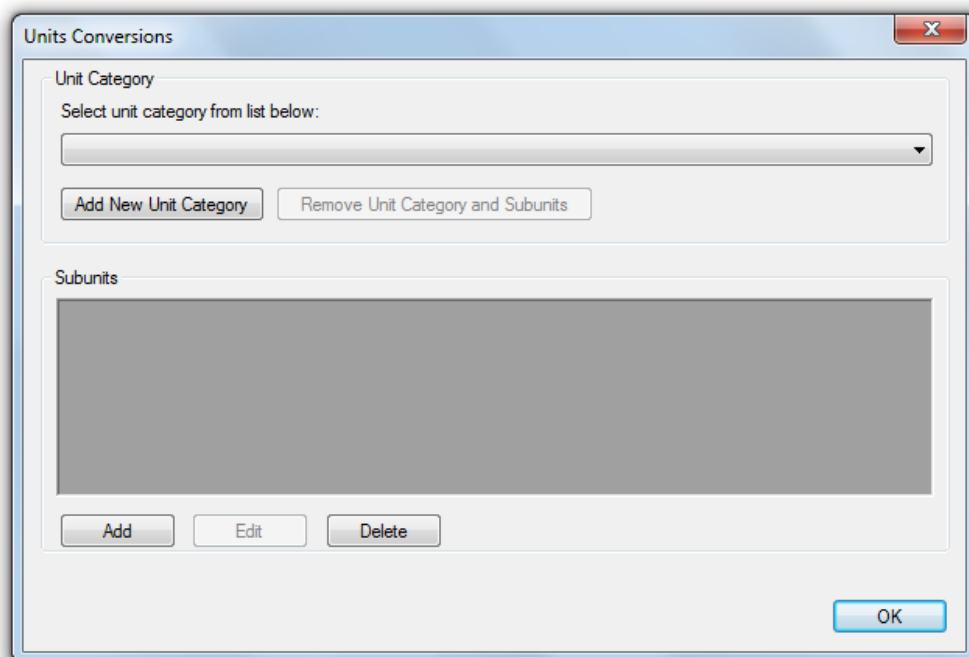 Units Conversions
Unit Category
Select unit category from list below:
Add New Unit Category Remove Unit Category and Subunits
Subunits
Add Edit Delete
OK